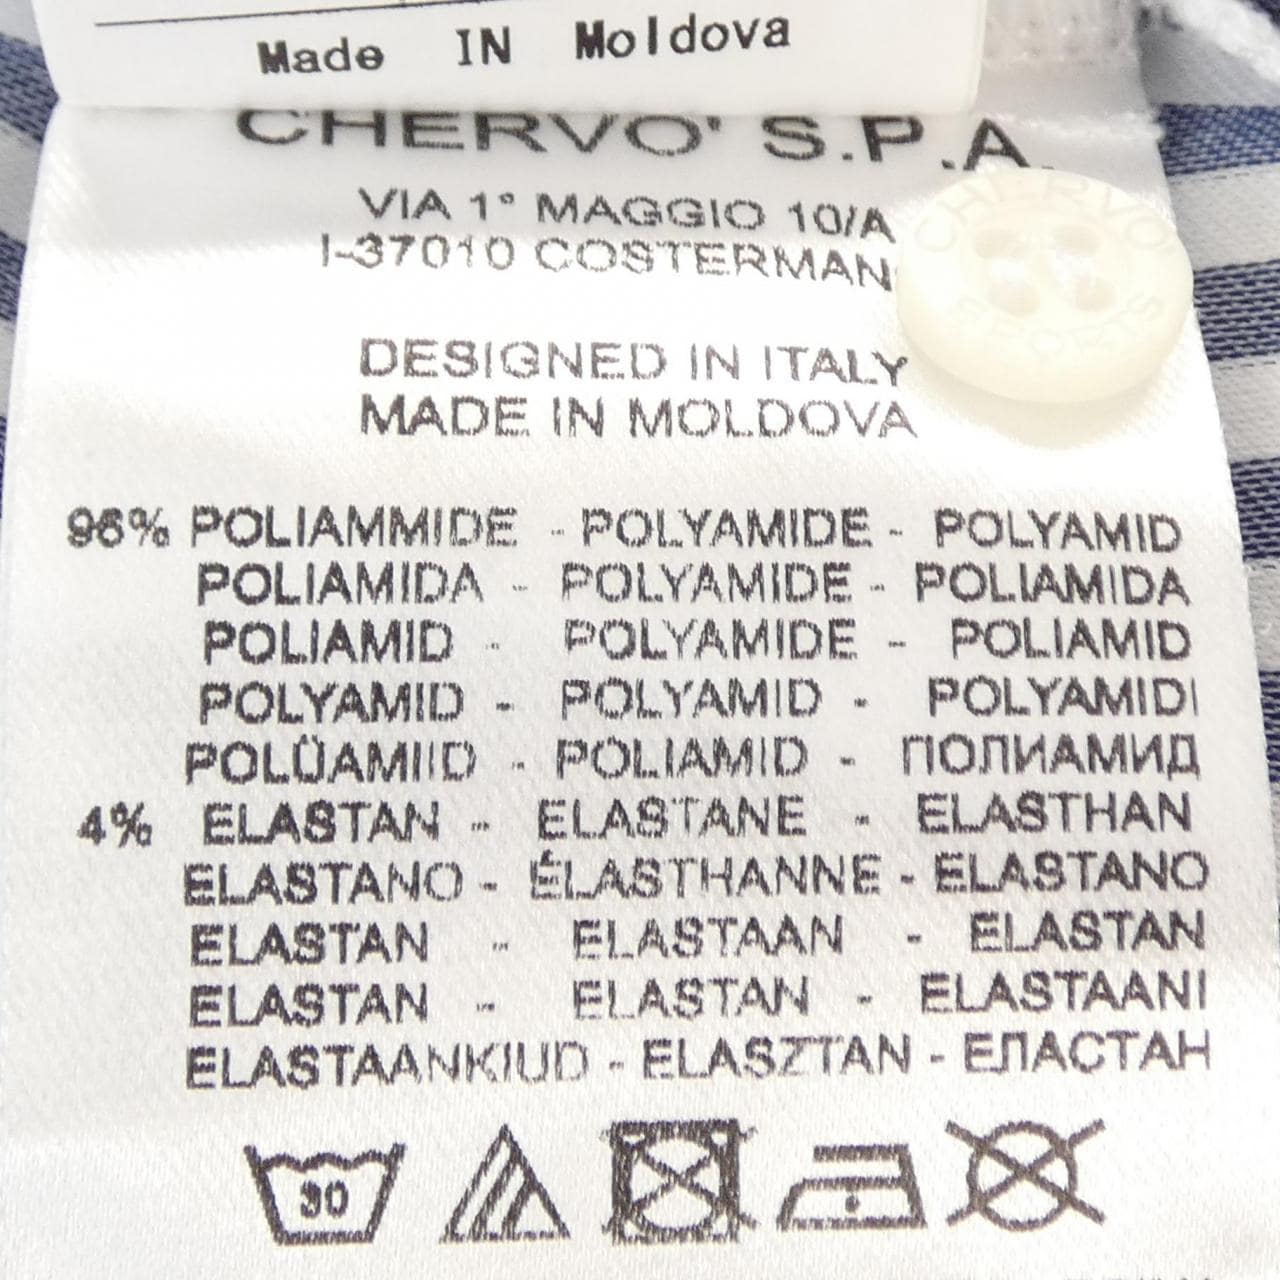 Made IN Moldova
CHERVO' S.P.A.
VIA 1° MAGGIO 10/A
I-37010 COSTERMAN
DESIGNED IN ITALY
MADE IN MOLDOVA
96% POLIAMMIDE - POLYAMIDE - POLYAMID
POLIAMIDA - POLYAMIDE - POLIAMIDA
POLIAMID - POLYAMIDE - POLIAMID
POLYAMID - POLYAMID - POLYAMIDI
POLÜAMIID - POLIAMID - ПОЛИАМИД
4% ELASTAN - ELASTANE - ELASTHAN
ELASTANO - ÉLASTHANNE - ELASTANO
ELASTAN - ELASTAAN - ELASTAN
ELASTAN - ELASTAN - ELASTAANI
ELASTAANKIUD - ELASZTAN - ЕЛАСТАН
30
CHERVO'
SPORTS